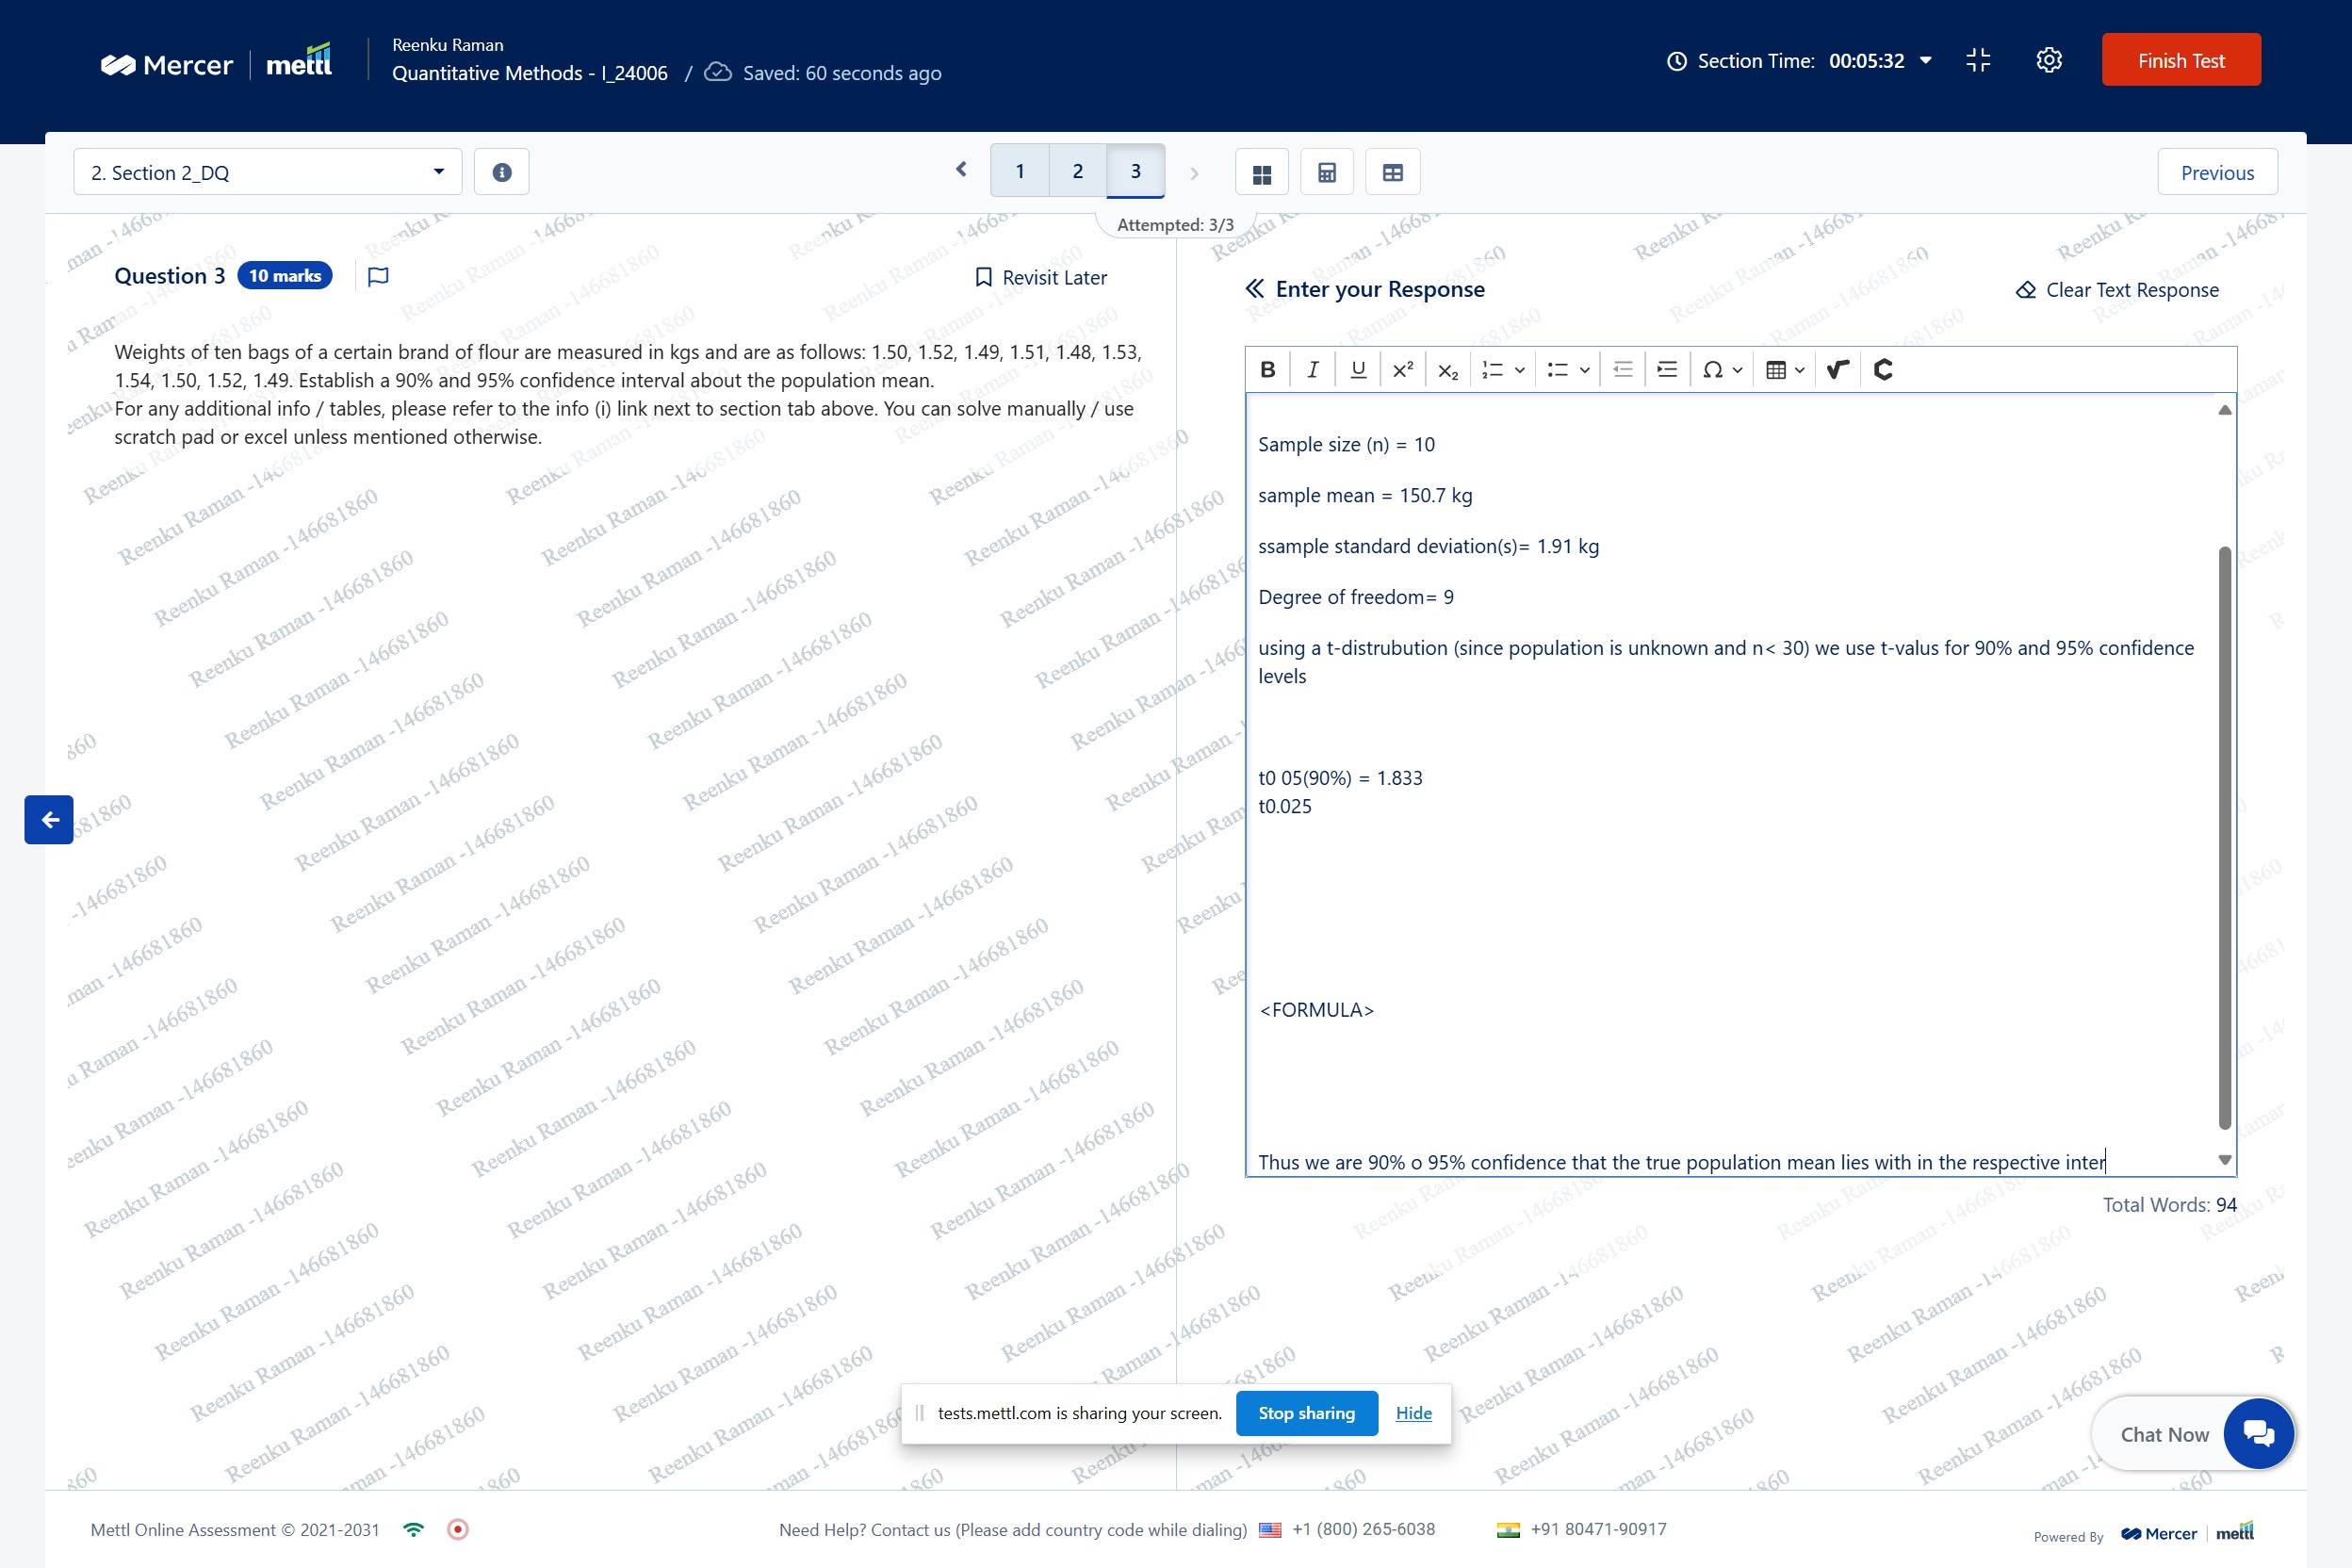 Mercer | mettl
Reenku Raman
Quantitative Methods - I_24006 / Saved: 60 seconds ago
Section Time: 00:05:32
Finish Test
2. Section 2_DQ
1 2 3
Previous
Attempted: 3/3
Question 3 10 marks
Revisit Later
Weights of ten bags of a certain brand of flour are measured in kgs and are as follows: 1.50, 1.52, 1.49, 1.51, 1.48, 1.53,
1.54, 1.50, 1.52, 1.49. Establish a 90% and 95% confidence interval about the population mean.
For any additional info / tables, please refer to the info (i) link next to section tab above. You can solve manually / use
scratch pad or excel unless mentioned otherwise.
Enter your Response
Clear Text Response
B I U x² x₂ Ω
Sample size (n) = 10
sample mean = 150.7 kg
ssample standard deviation(s)= 1.91 kg
Degree of freedom= 9
using a t-distrubution (since population is unknown and n< 30) we use t-valus for 90% and 95% confidence
levels
t0 05(90%) = 1.833
t0.025
<FORMULA>
Thus we are 90% o 95% confidence that the true population mean lies with in the respective inter
Total Words: 94
Reenku Raman -146681860
tests.mettl.com is sharing your screen. Stop sharing Hide
Chat Now
Mettl Online Assessment © 2021-2031
Need Help? Contact us (Please add country code while dialing) +1 (800) 265-6038 +91 80471-90917
Powered By Mercer | mettl